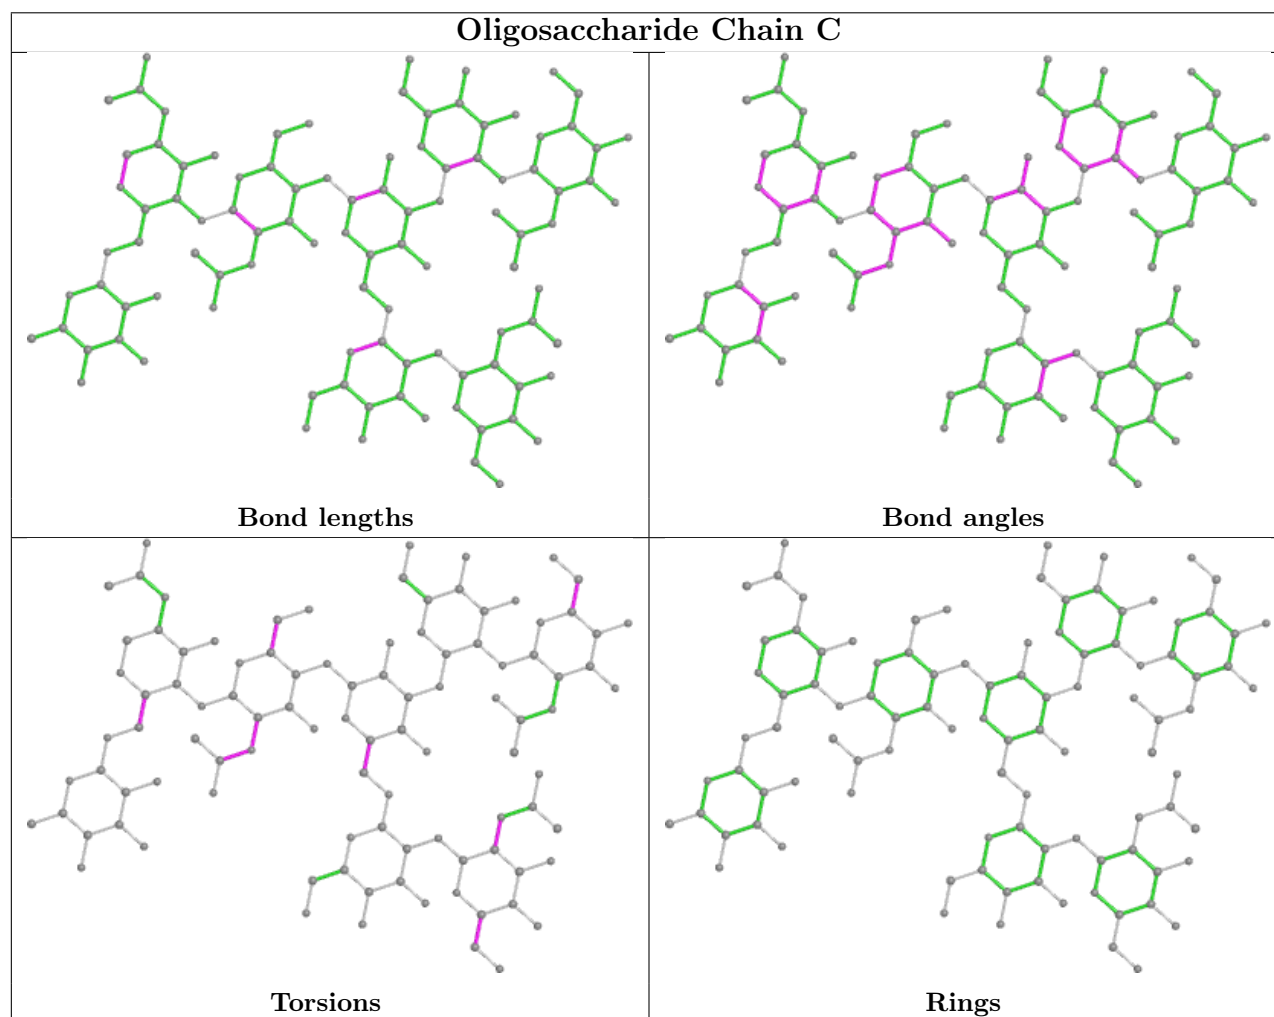 Oligosaccharide Chain C
Bond lengths
Bond angles
Torsions
Rings